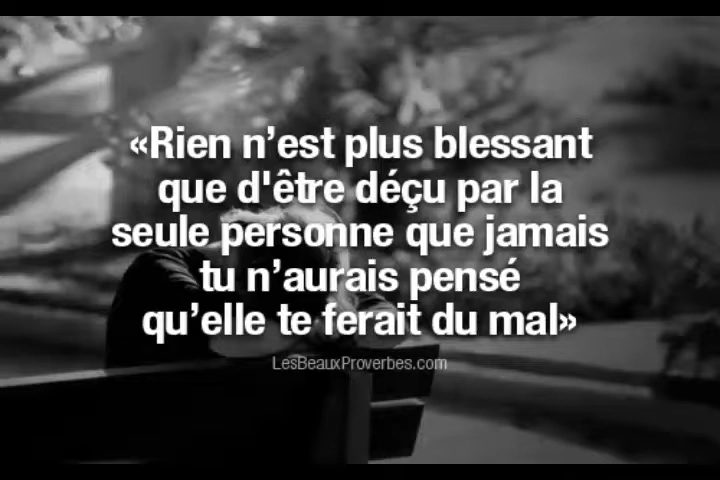 «Rien n’est plus blessant
que d'être déçu par la
seule personne que jamais
tu n’aurais pensé
qu’elle te ferait du mal»
LesBeauxProverbes.com